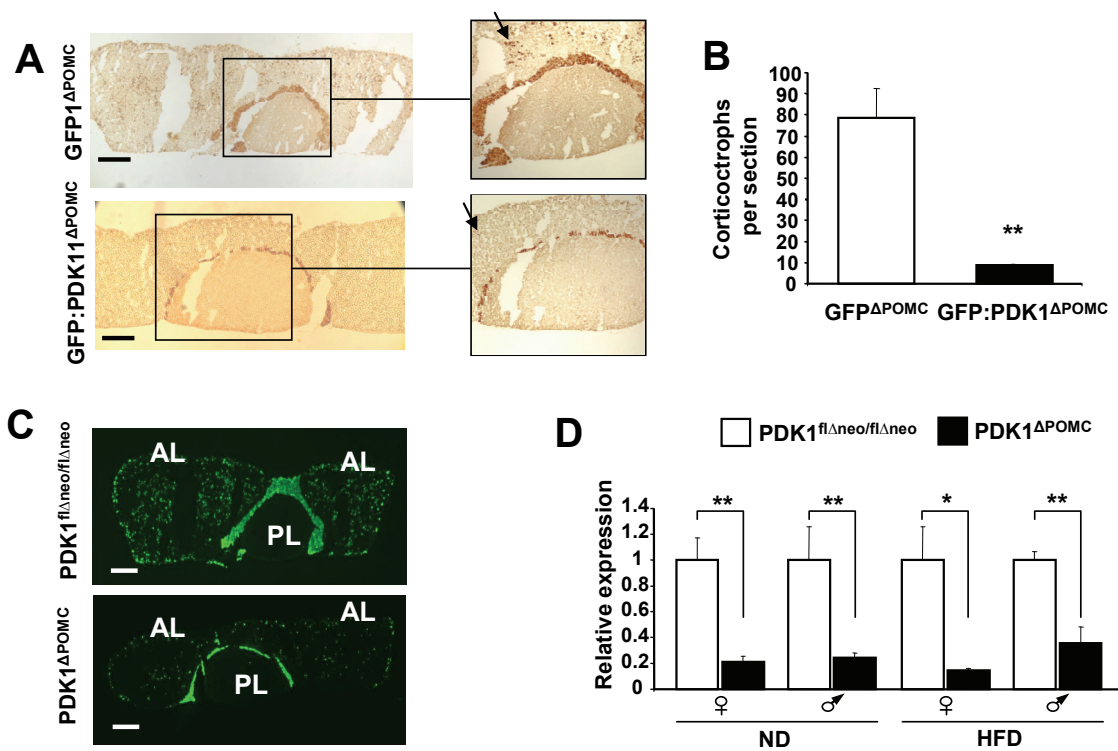 A
GFP1ΔPOMC
GFP:PDK11ΔPOMC
B
Corticoctrophs
per section
100
90
80
70
60
50
40
30
20
10
0
**
GFPΔPOMC
GFP:PDK1ΔPOMC
C
PDK1flΔneo/flΔneo
AL
AL
PL
PDK1ΔPOMC
AL
AL
PL
D
PDK1flΔneo/flΔneo
PDK1ΔPOMC
Relative expression
1.4
1.2
1
0.8
0.6
0.4
0.2
0
**
**
*
**
♀
♂
♀
♂
ND
HFD